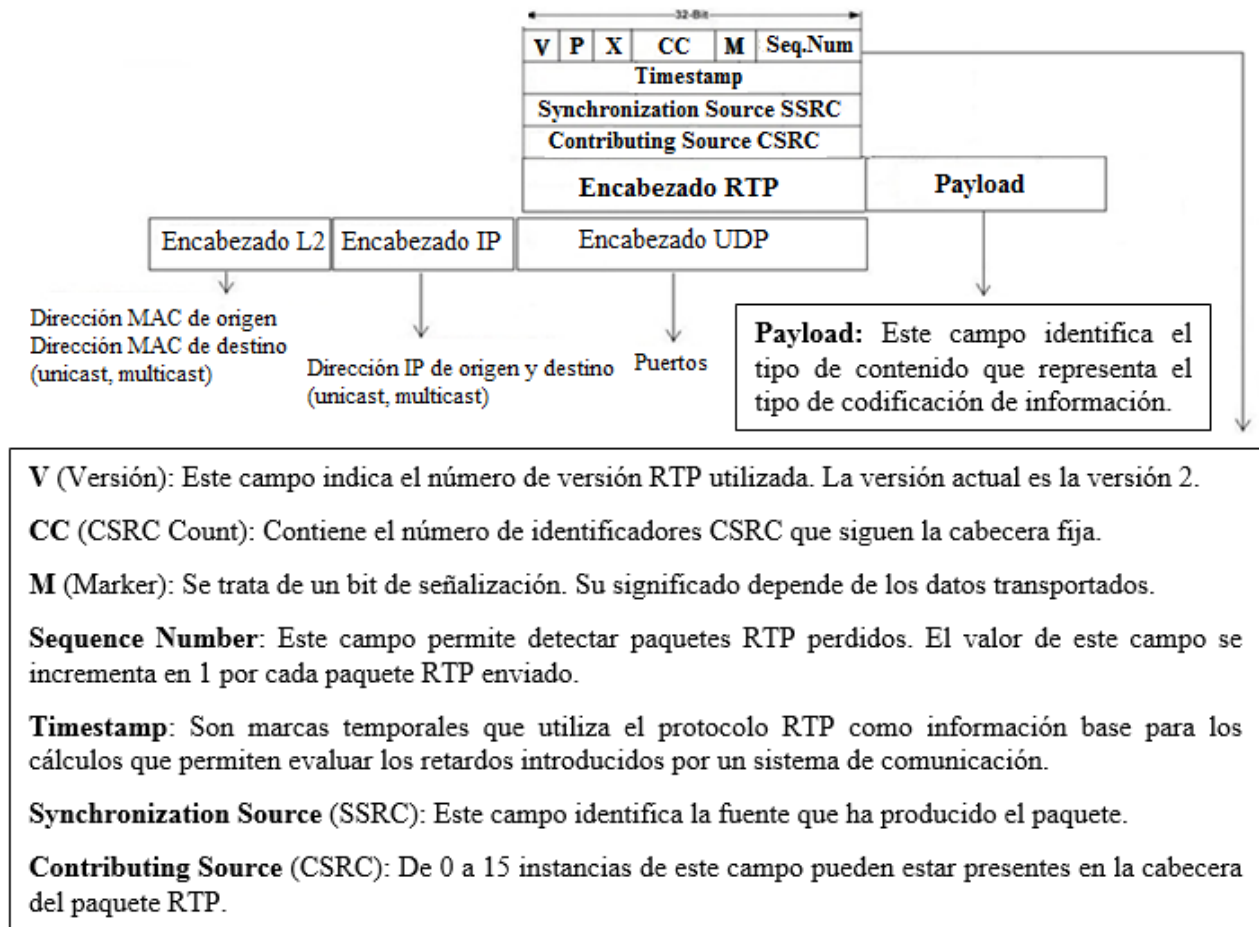 32-Bit
V P X CC M Seq.Num
Timestamp
Synchronization Source SSRC
Contributing Source CSRC
Encabezado RTP Payload
Encabezado L2 Encabezado IP Encabezado UDP
Dirección MAC de origen
Dirección MAC de destino
(unicast, multicast)
Dirección IP de origen y destino
(unicast, multicast)
Puertos
Payload: Este campo identifica el
tipo de contenido que representa el
tipo de codificación de información.
V (Versión): Este campo indica el número de versión RTP utilizada. La versión actual es la versión 2.
CC (CSRC Count): Contiene el número de identificadores CSRC que siguen la cabecera fija.
M (Marker): Se trata de un bit de señalización. Su significado depende de los datos transportados.
Sequence Number: Este campo permite detectar paquetes RTP perdidos. El valor de este campo se
incrementa en 1 por cada paquete RTP enviado.
Timestamp: Son marcas temporales que utiliza el protocolo RTP como información base para los
cálculos que permiten evaluar los retardos introducidos por un sistema de comunicación.
Synchronization Source (SSRC): Este campo identifica la fuente que ha producido el paquete.
Contributing Source (CSRC): De 0 a 15 instancias de este campo pueden estar presentes en la cabecera
del paquete RTP.